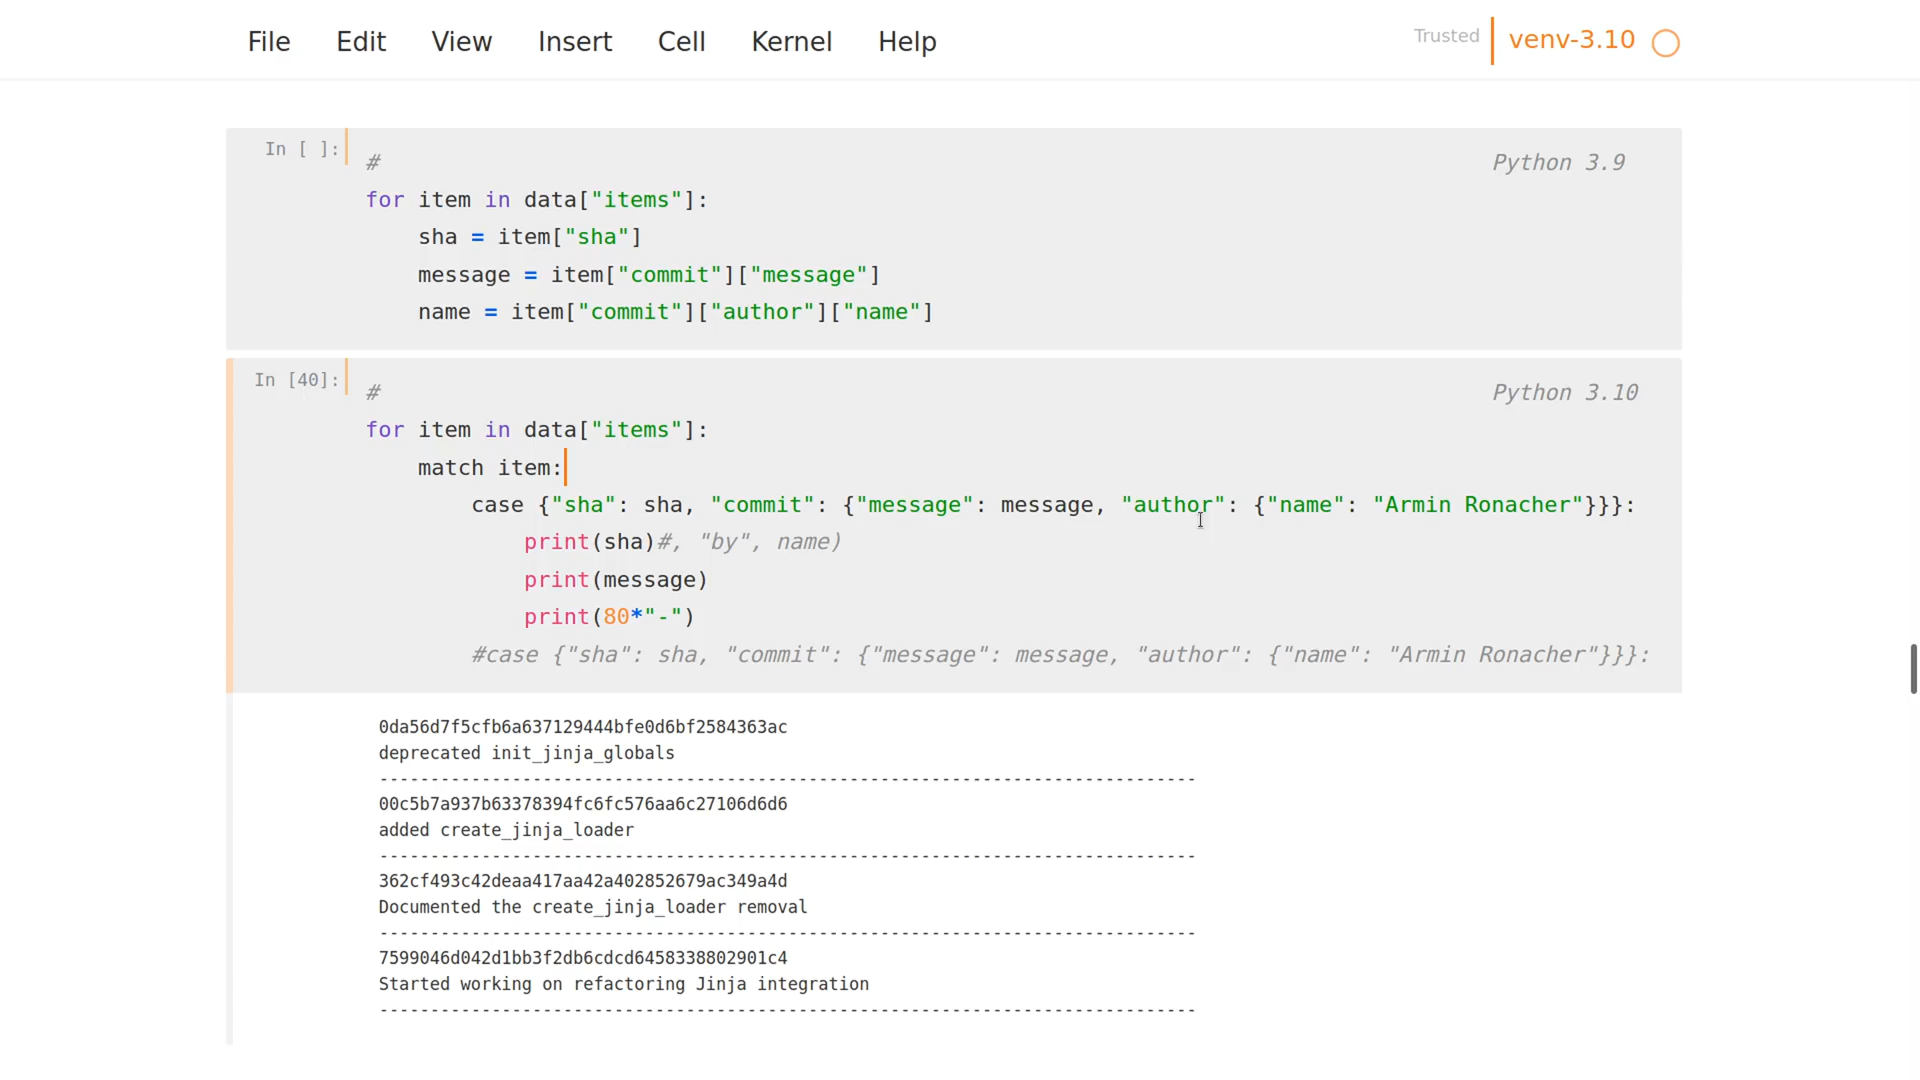 File Edit View Insert Cell Kernel Help Trusted venv-3.10
In [ ]: # Python 3.9
for item in data["items"]:
    sha = item["sha"]
    message = item["commit"]["message"]
    name = item["commit"]["author"]["name"]
In [40]: # Python 3.10
for item in data["items"]:
    match item:
        case {"sha": sha, "commit": {"message": message, "author": {"name": "Armin Ronacher"}}}:
            print(sha)#, "by", name)
            print(message)
            print(80*"-")
        #case {"sha": sha, "commit": {"message": message, "author": {"name": "Armin Ronacher"}}}:
0da56d7f5cfb6a637129444bfe0d6bf2584363ac
deprecated init_jinja_globals
--------------------------------------------------------------------------------
00c5b7a937b63378394fc6fc576aa6c27106d6d6
added create_jinja_loader
--------------------------------------------------------------------------------
362cf493c42deaa417aa42a402852679ac349a4d
Documented the create_jinja_loader removal
--------------------------------------------------------------------------------
7599046d042d1bb3f2db6cdcd6458338802901c4
Started working on refactoring Jinja integration
--------------------------------------------------------------------------------